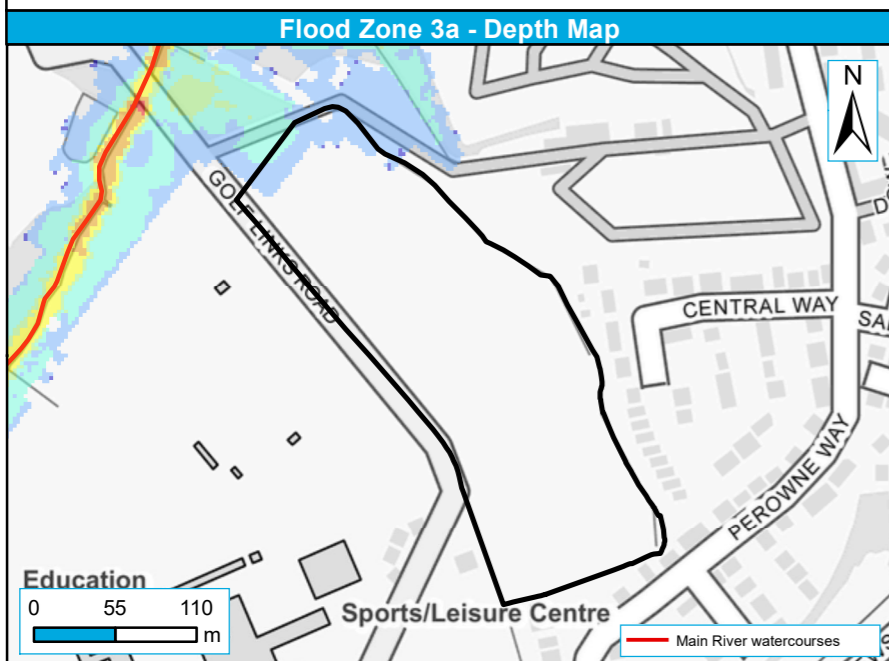 Flood Zone 3a - Depth Map
N
GOLF LINKS ROAD
CENTRAL WAY
PEROWNE WAY
Education
0 55 110
m
Sports/Leisure Centre
Main River watercourses